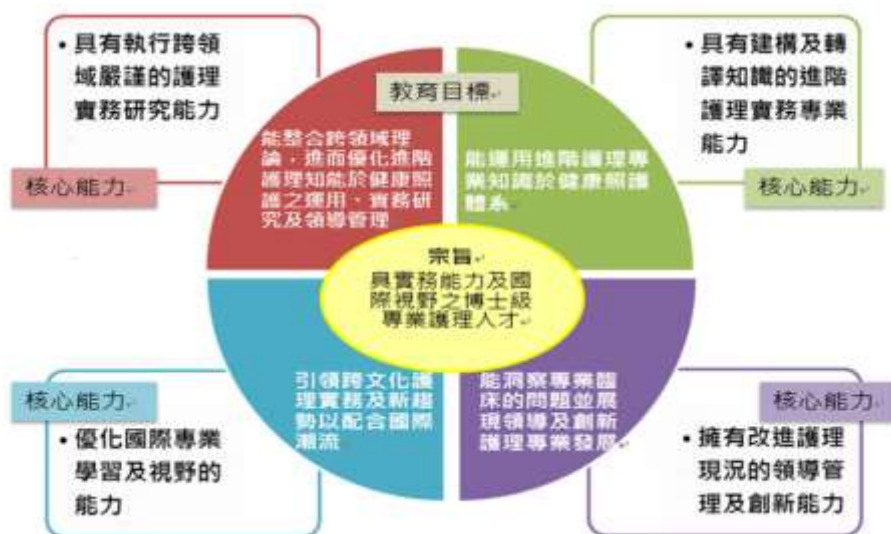 • 具有執行跨領
域嚴謹的護理
實務研究能力
核心能力
教育目標
• 具有建構及轉
譯知識的進階
護理實務專業
能力
核心能力
能整合跨領域理
論，進而優化進階
護理知能於健康照
護之運用、實務研
究及領導管理
能運用進階護理專
業知識於健康照護
體系
宗旨
具實務能力及國
際視野之博士級
專業護理人才
引領跨文化護
理實務及新趨
勢以配合國際
潮流
能洞察專業臨
床的問題並展
現領導及創新
護理專業發展
核心能力
• 優化國際專業
學習及視野的
能力
核心能力
• 擁有改進護理
現況的領導管
理及創新能力